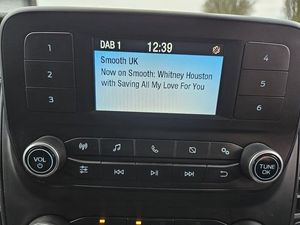 DAB 1 12:39
Smooth UK
Now on Smooth: Whitney Houston
with Saving All My Love For You
1
2
3
4
5
6
VOL
TUNE
OK